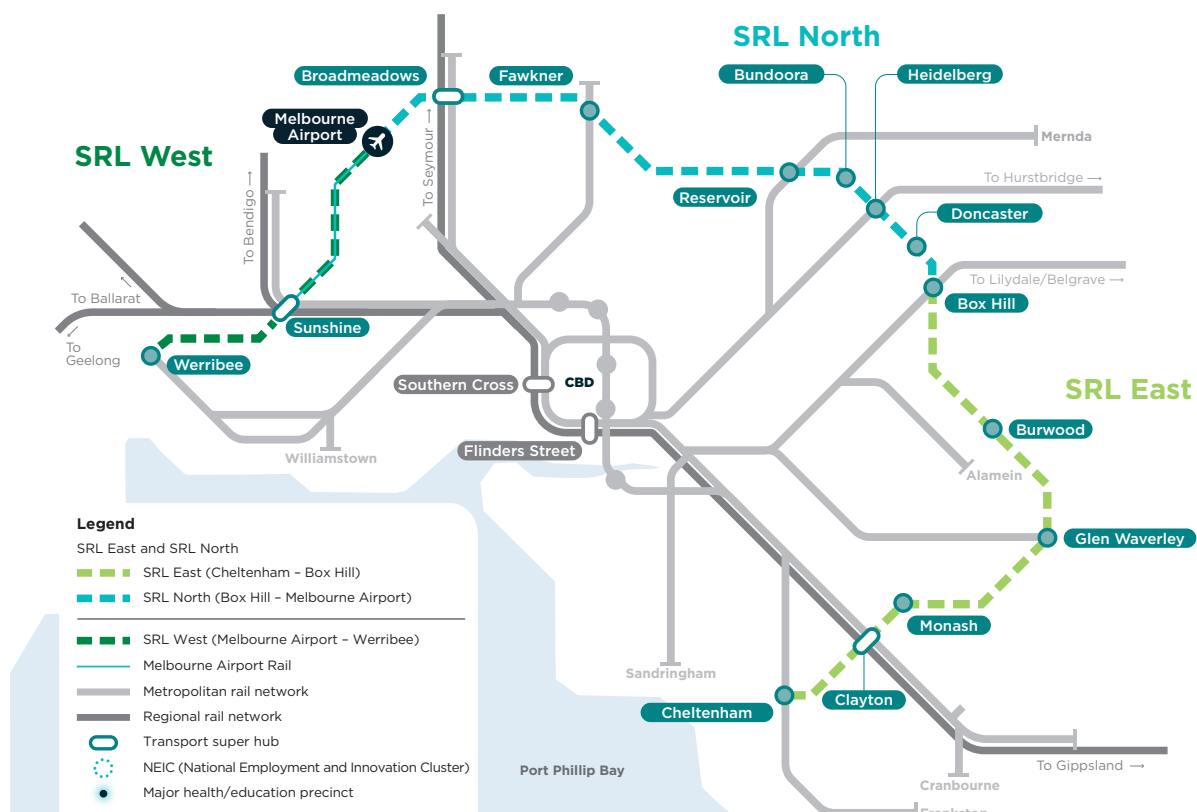 SRL North
Broadmeadows
Fawkner
Bundoora
Heidelberg
Melbourne
Airport
SRL West
To Seymour →
Mernda
To Hurstbridge →
Reservoir
Doncaster
To Bendigo →
To Lilydale/Belgrave →
To Ballarat
←
Box Hill
Sunshine
To
Geelong
←
Werribee
Southern Cross
CBD
SRL East
Burwood
Flinders Street
Williamstown
Alamein
Glen Waverley
Monash
Sandringham
Clayton
Cheltenham
Port Phillip Bay
To Gippsland →
Cranbourne
Frankston
Legend
SRL East and SRL North
SRL East (Cheltenham – Box Hill)
SRL North (Box Hill – Melbourne Airport)
SRL West (Melbourne Airport – Werribee)
Melbourne Airport Rail
Metropolitan rail network
Regional rail network
Transport super hub
NEIC (National Employment and Innovation Cluster)
Major health/education precinct